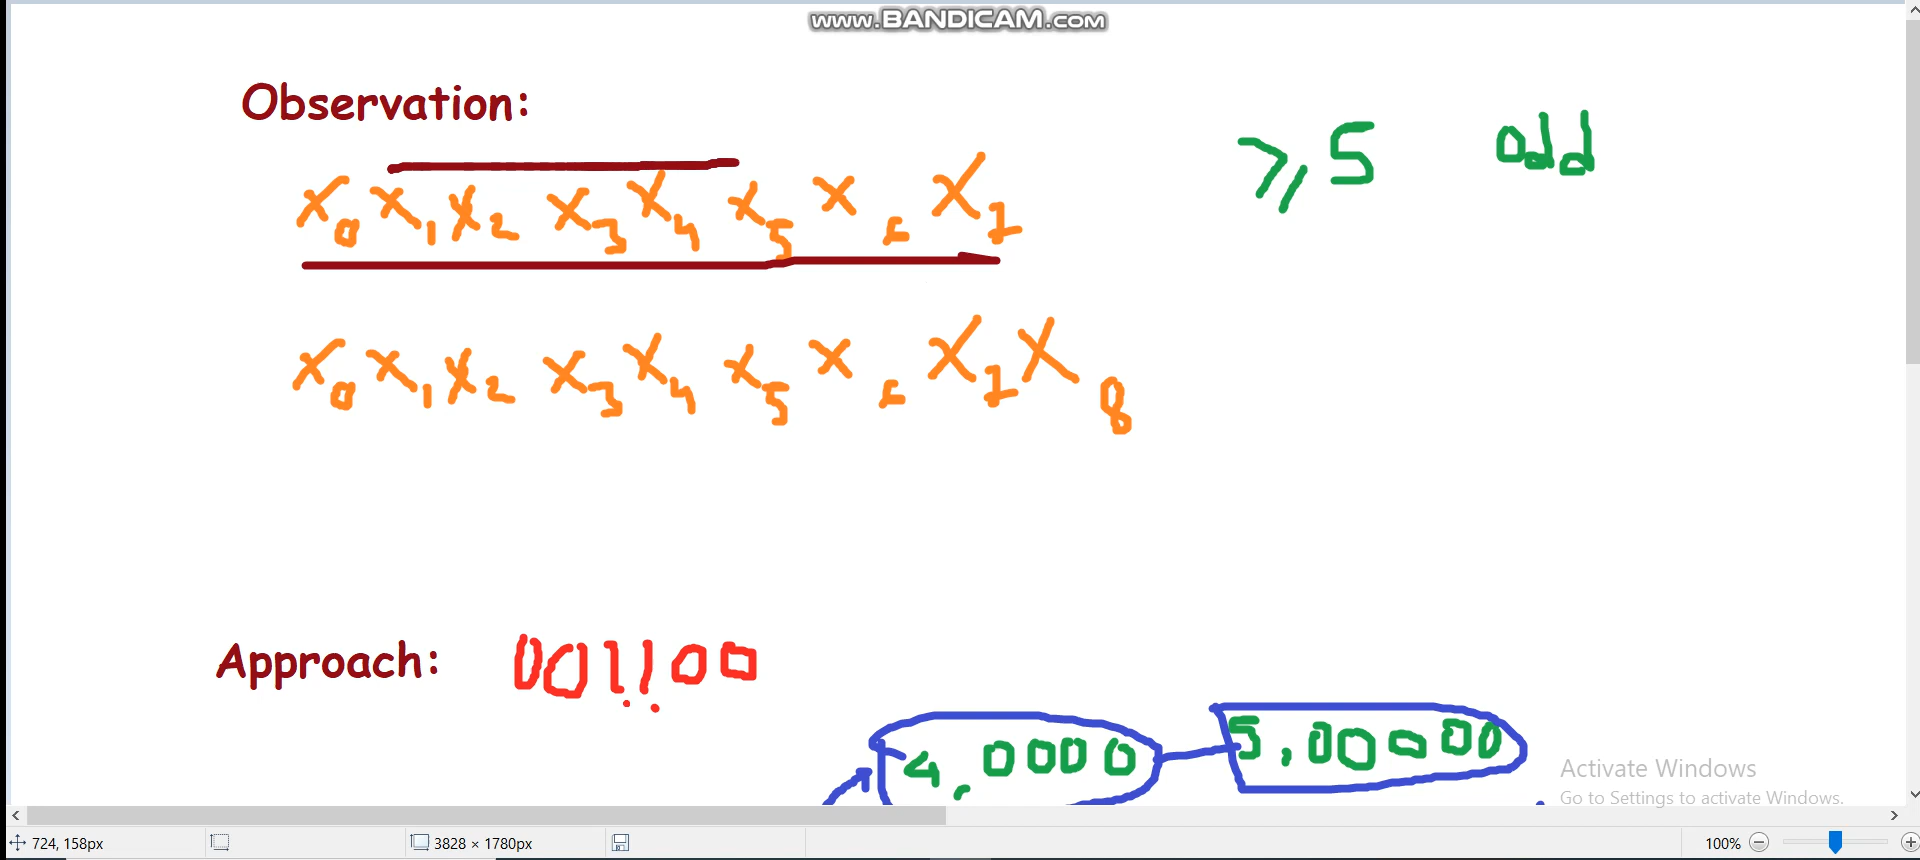 www.BANDICAM.com
Observation:
≥5 odd
x0 x1 x2 x3 x4 x5 x6 x7
x0 x1 x2 x3 x4 x5 x6 x7 x8
Approach: 001100
4,0000 5,00000
Activate Windows
Go to Settings to activate Windows.
724, 158px 3828 × 1780px 100%